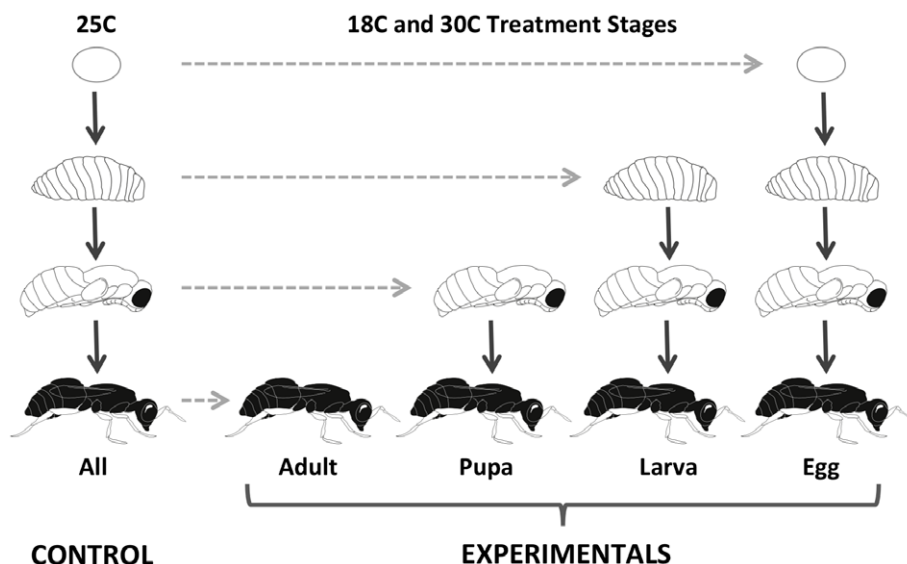 25C 18C and 30C Treatment Stages
All Adult Pupa Larva Egg
CONTROL EXPERIMENTALS